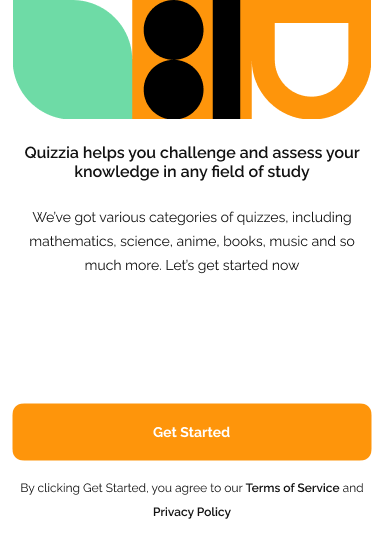 Quizzia helps you challenge and assess your
knowledge in any field of study
We’ve got various categories of quizzes, including
mathematics, science, anime, books, music and so
much more. Let’s get started now
Get Started
By clicking Get Started, you agree to our Terms of Service and
Privacy Policy